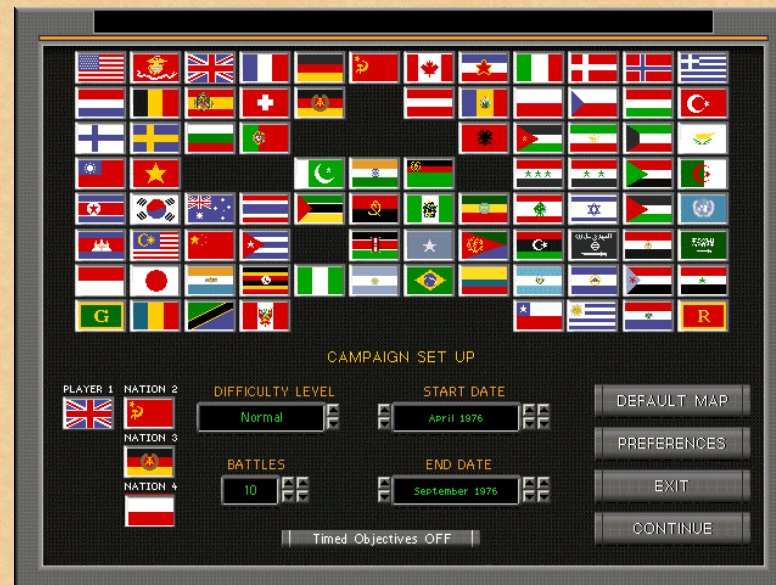 G
R
CAMPAIGN SET UP
PLAYER 1
NATION 2
DIFFICULTY LEVEL
START DATE
Normal
April 1976
DEFAULT MAP
NATION 3
PREFERENCES
BATTLES
END DATE
NATION 4
10
September 1976
EXIT
Timed Objectives OFF
CONTINUE